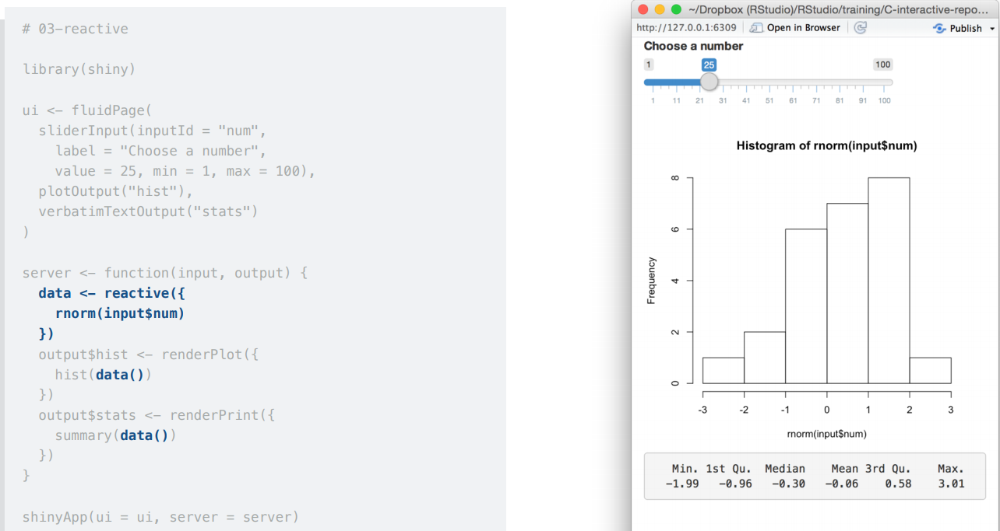 # 03-reactive
library(shiny)
ui <- fluidPage(
  sliderInput(inputId = "num",
    label = "Choose a number",
    value = 25, min = 1, max = 100),
  plotOutput("hist"),
  verbatimTextOutput("stats")
)
server <- function(input, output) {
  data <- reactive({
    rnorm(input$num)
  })
  output$hist <- renderPlot({
    hist(data())
  })
  output$stats <- renderPrint({
    summary(data())
  })
}
shinyApp(ui = ui, server = server)
~/Dropbox (RStudio)/RStudio/training/C-interactive-repo...
http://127.0.0.1:6309 Open in Browser Publish
Choose a number
1 25 100
1 11 21 31 41 51 61 71 81 91 100
Histogram of rnorm(input$num)
Frequency
8
6
4
2
0
-3 -2 -1 0 1 2 3
rnorm(input$num)
Min. 1st Qu. Median Mean 3rd Qu. Max.
-1.99 -0.96 -0.30 -0.06 0.58 3.01